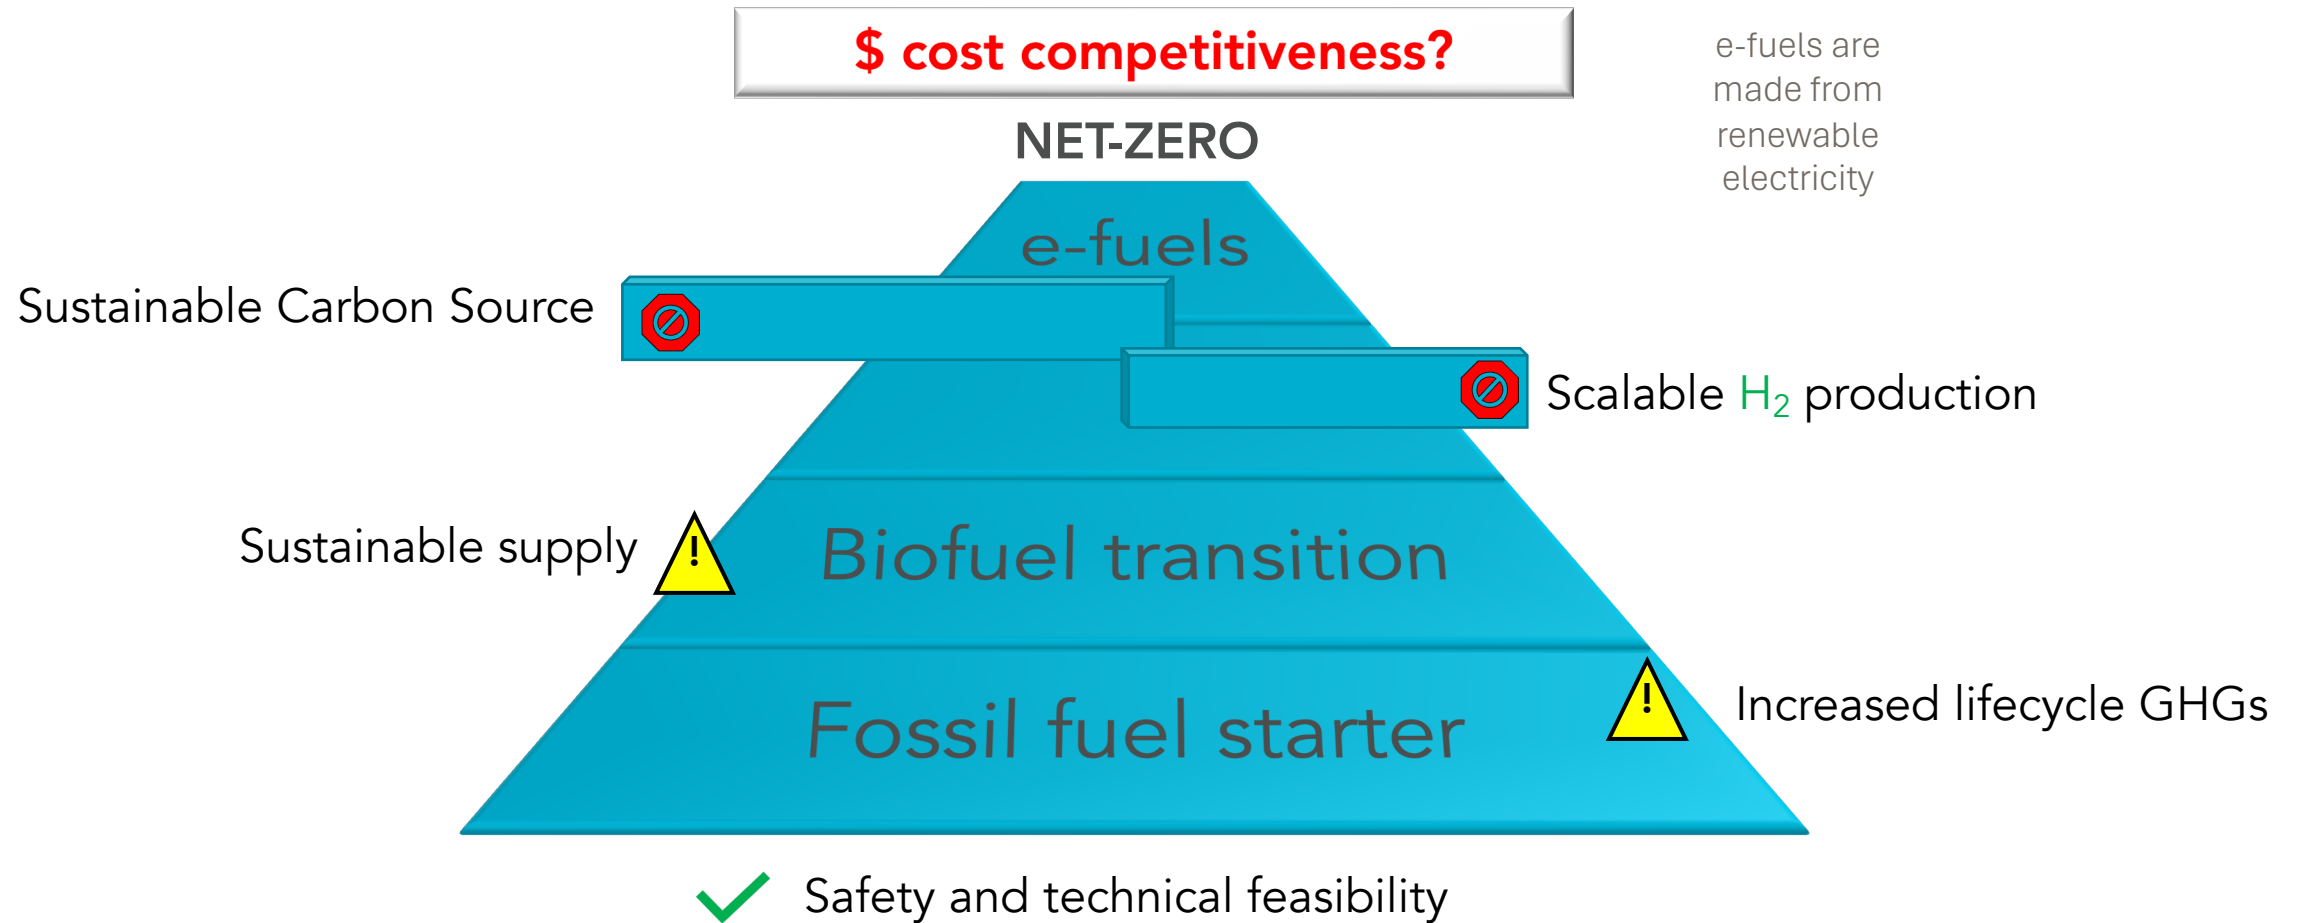 $ cost competitiveness?
e-fuels are
made from
renewable
electricity
NET-ZERO
e-fuels
Sustainable Carbon Source
Scalable H₂ production
Sustainable supply
!
Biofuel transition
Fossil fuel starter
!
Increased lifecycle GHGs
Safety and technical feasibility